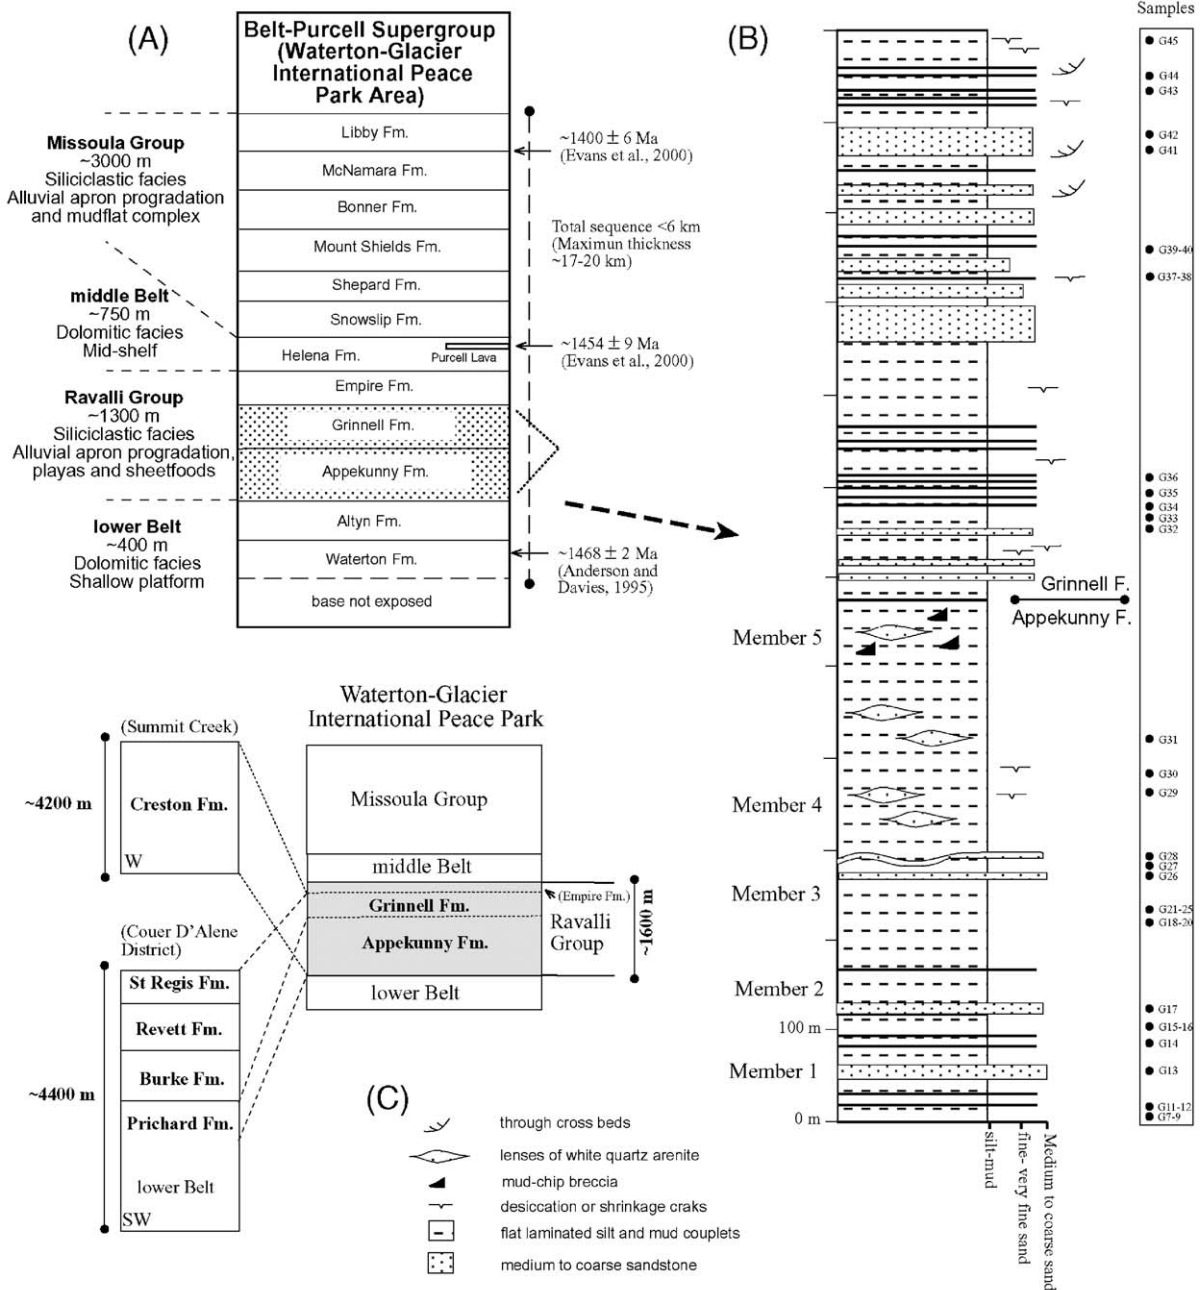 (A)
Belt-Purcell Supergroup
(Waterton-Glacier
International Peace
Park Area)
Libby Fm.
McNamara Fm.
Bonner Fm.
Mount Shields Fm.
Shepard Fm.
Snowslip Fm.
Helena Fm.
Purcell Lava
Empire Fm.
Grinnell Fm.
Appekunny Fm.
Altyn Fm.
Waterton Fm.
base not exposed
Missoula Group
~3000 m
Siliciclastic facies
Alluvial apron progradation
and mudflat complex
middle Belt
~750 m
Dolomitic facies
Mid-shelf
Ravalli Group
~1300 m
Siliciclastic facies
Alluvial apron progradation,
playas and sheetfoods
lower Belt
~400 m
Dolomitic facies
Shallow platform
~1400 ± 6 Ma
(Evans et al., 2000)
Total sequence <6 km
(Maximun thickness
~17-20 km)
~1454 ± 9 Ma
(Evans et al., 2000)
~1468 ± 2 Ma
(Anderson and
Davies, 1995)
(B)
Samples
G45
G44
G43
G42
G41
G39-40
G37-38
G36
G35
G34
G33
G32
G31
G30
G29
G28
G27
G26
G21-25
G18-20
G17
G15-16
G14
G13
G11-12
G7-9
Grinnell F.
Appekunny F.
Member 5
Member 4
Member 3
Member 2
100 m
Member 1
0 m
silt-mud
fine- very fine sand
Medium to coarse sand
Waterton-Glacier
International Peace Park
(Summit Creek)
~4200 m
Creston Fm.
W
Missoula Group
middle Belt
Grinnell Fm.
Appekunny Fm.
lower Belt
(Empire Fm.)
Ravalli
Group
~1600 m
(Couer D'Alene
District)
St Regis Fm.
Revett Fm.
Burke Fm.
Prichard Fm.
lower Belt
SW
~4400 m
(C)
through cross beds
lenses of white quartz arenite
mud-chip breccia
desiccation or shrinkage craks
flat laminated silt and mud couplets
medium to coarse sandstone